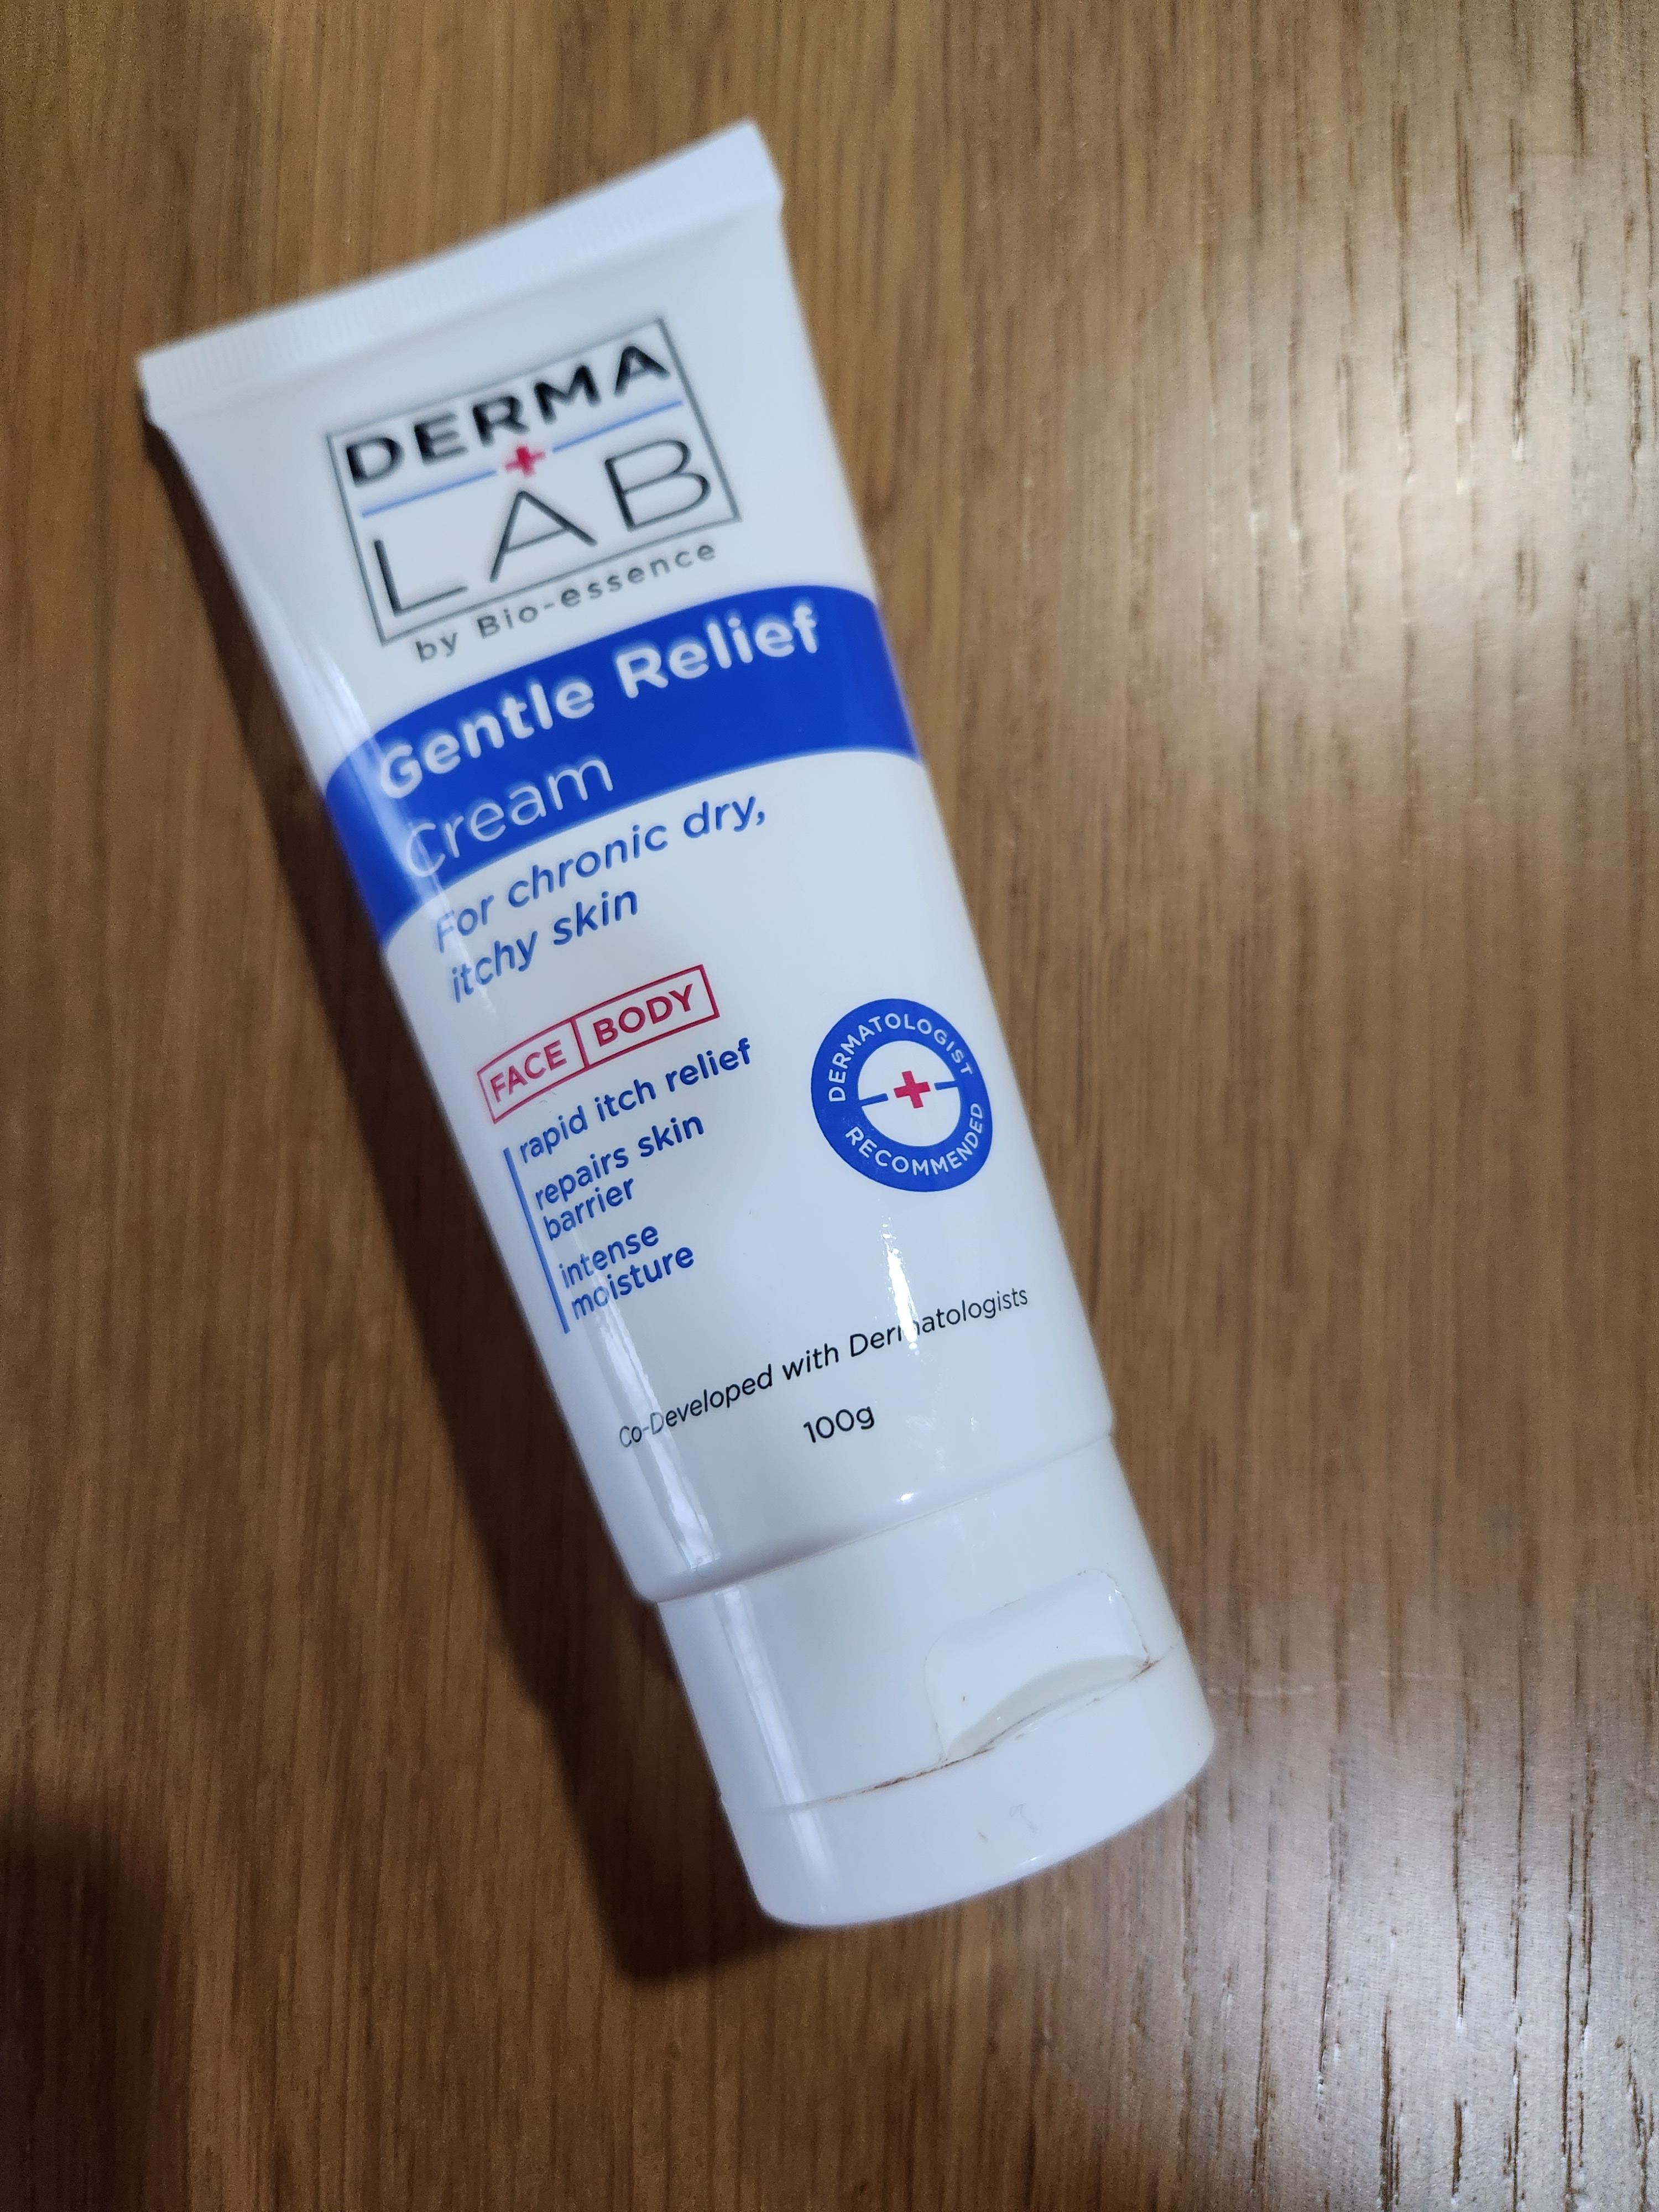 DERMA
LAB
by Bio-essence
Gentle Relief
Cream
For chronic dry,
itchy skin
FACE BODY
rapid itch relief
repairs skin
barrier
intense
moisture
DERMATOLOGIST
RECOMMENDED
Co-Developed with Dermatologists
100g